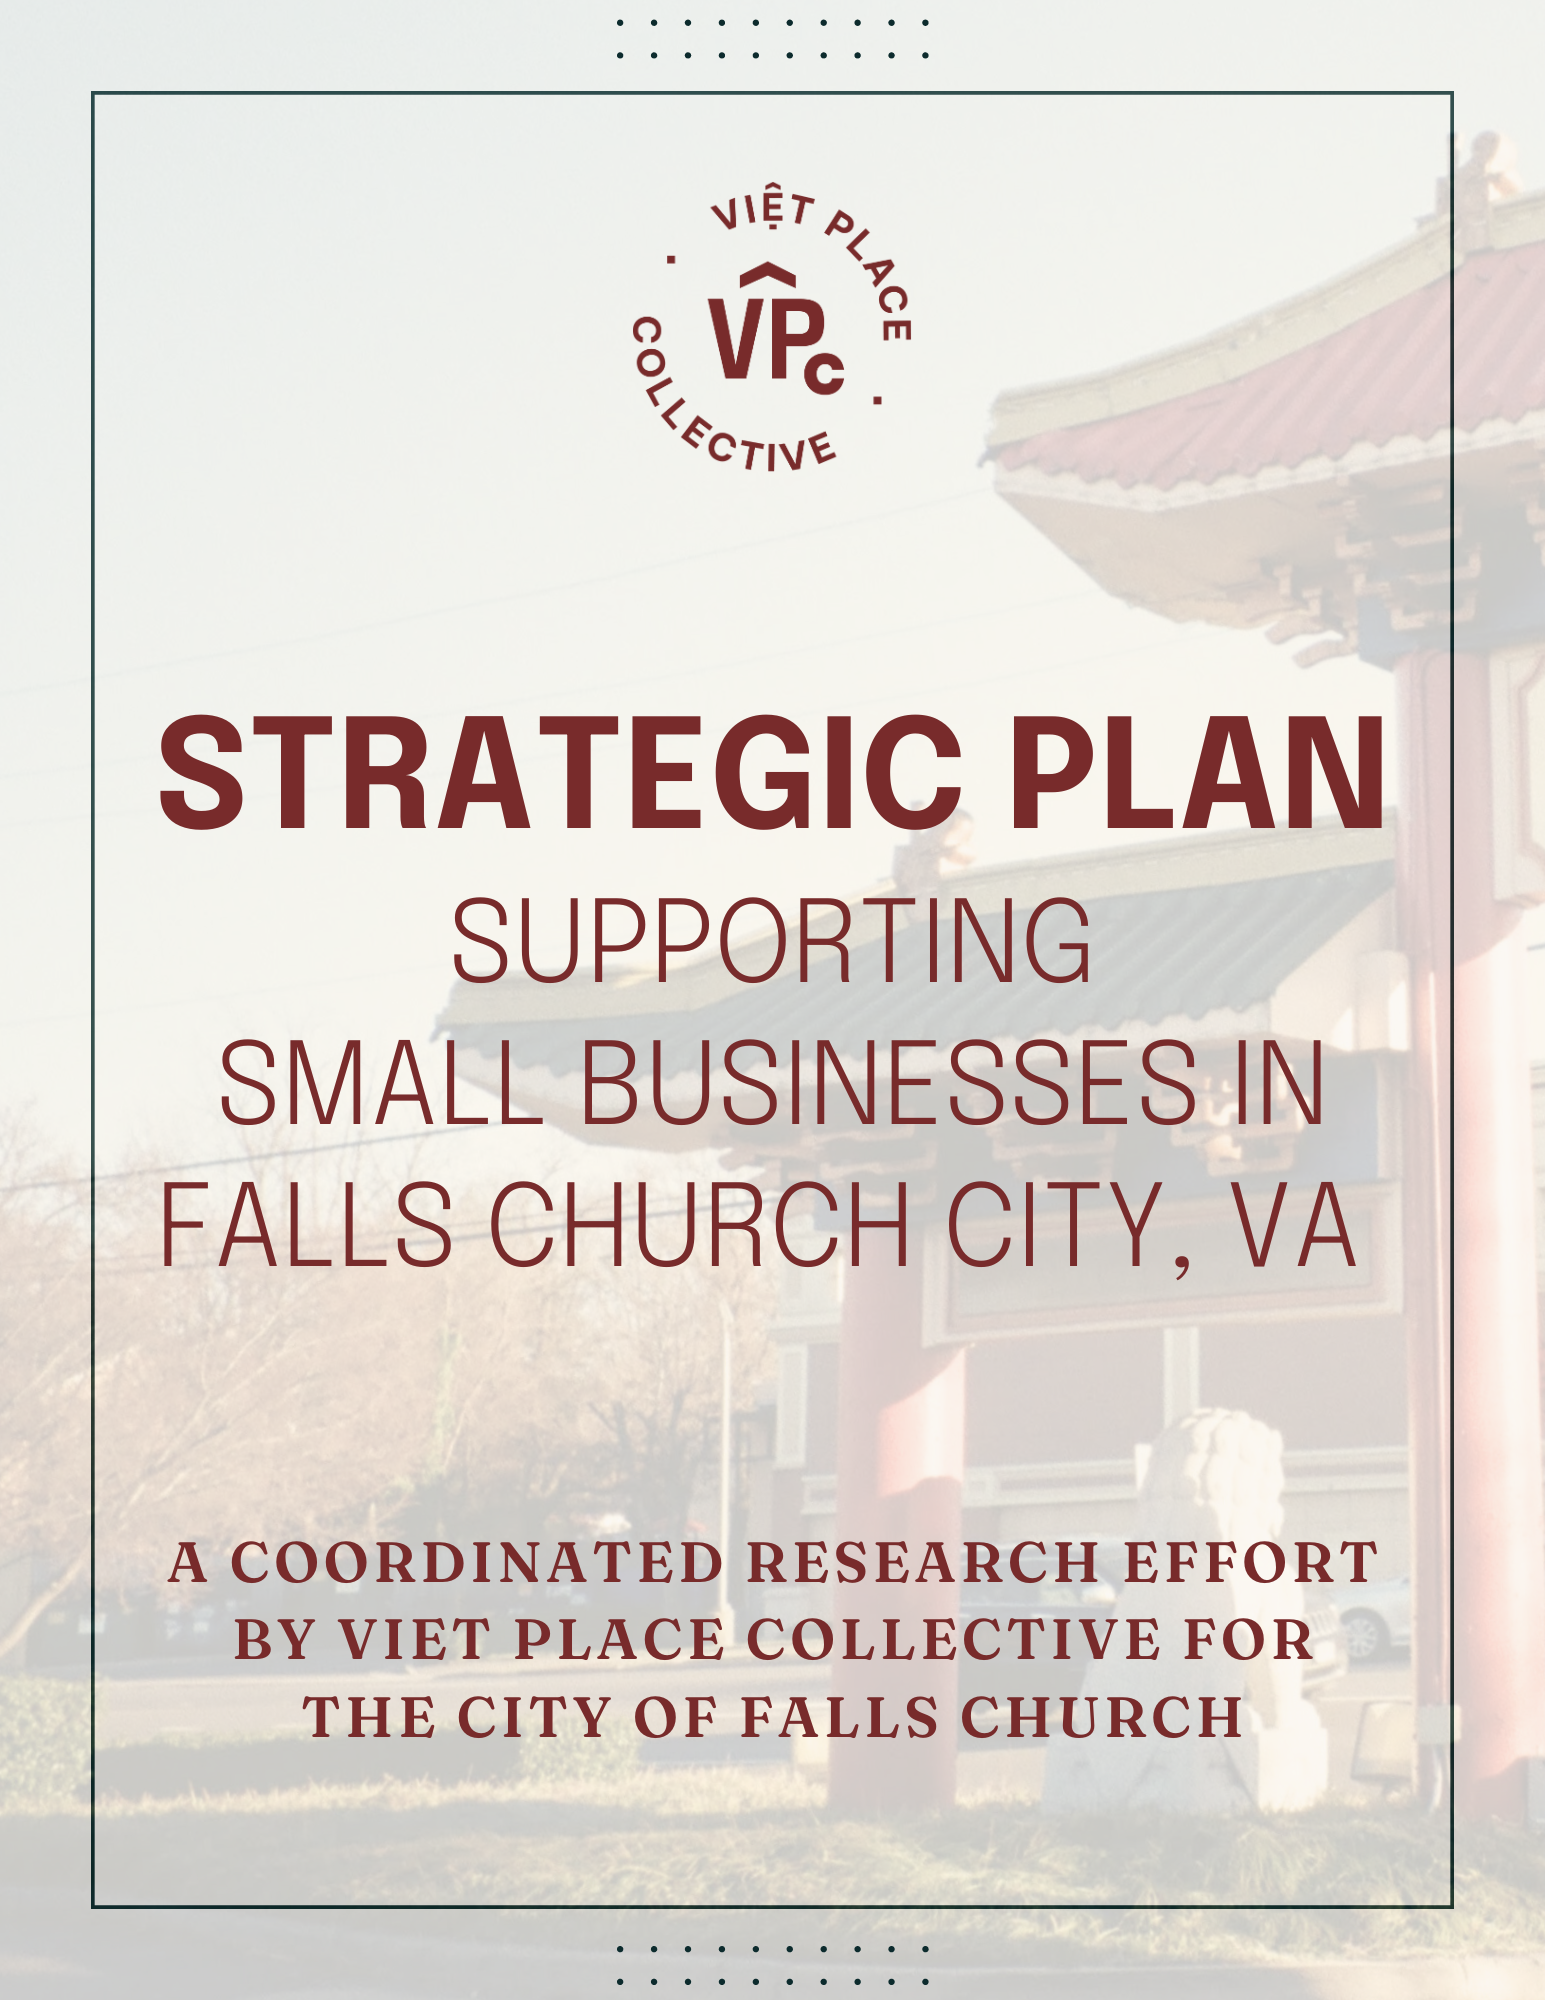 VIỆT PLACE
VPc
COLLECTIVE
STRATEGIC PLAN
SUPPORTING
SMALL BUSINESSES IN
FALLS CHURCH CITY, VA
A COORDINATED RESEARCH EFFORT
BY VIET PLACE COLLECTIVE FOR
THE CITY OF FALLS CHURCH